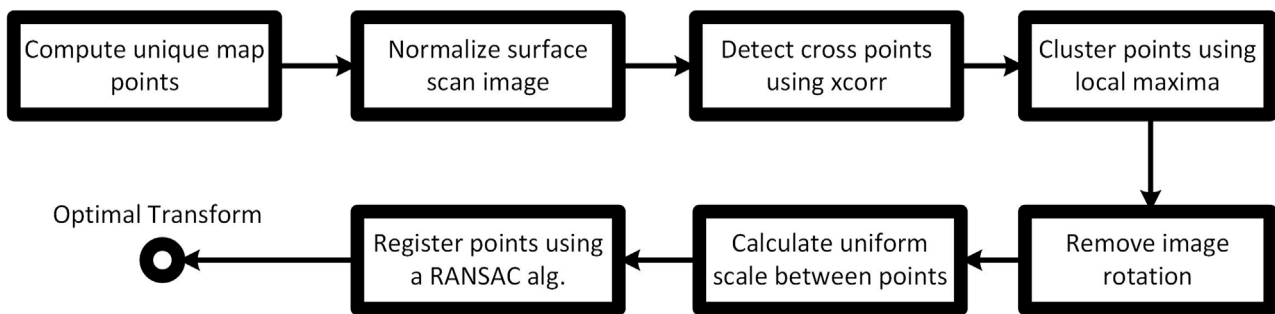 Compute unique map
points
Normalize surface
scan image
Detect cross points
using xcorr
Cluster points using
local maxima
Remove image
rotation
Calculate uniform
scale between points
Register points using
a RANSAC alg.
Optimal Transform